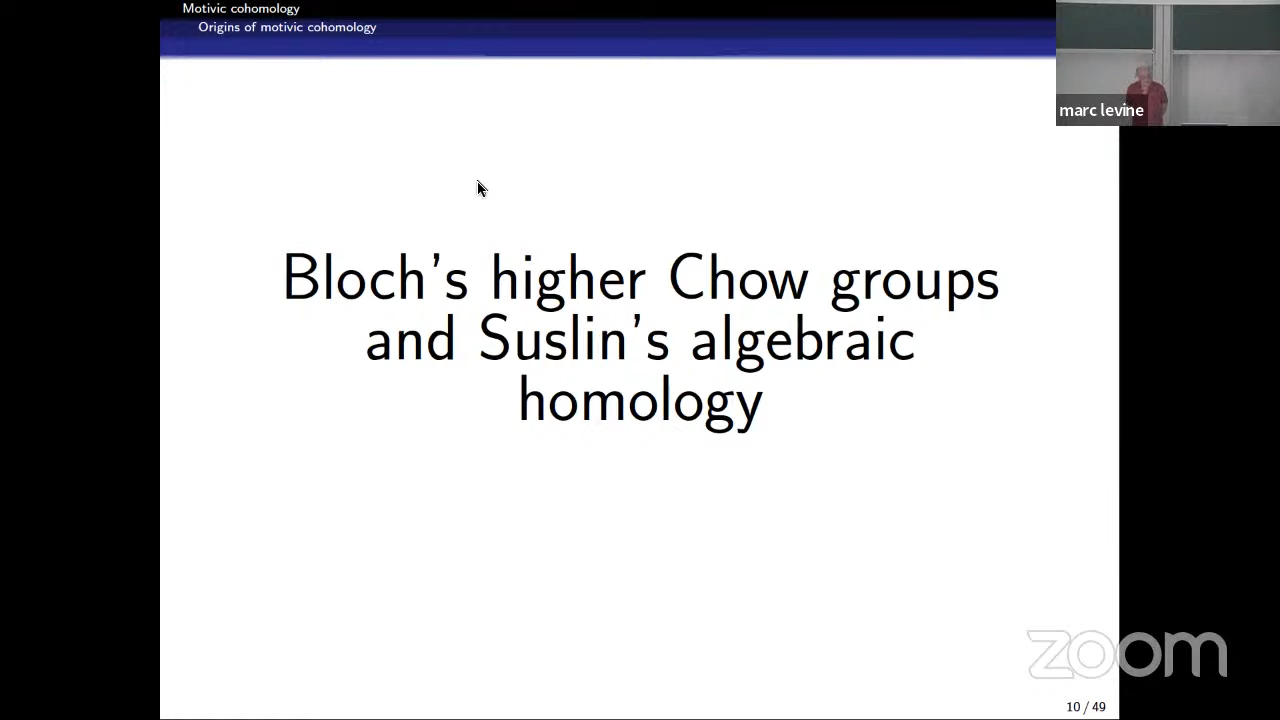 Motivic cohomology
Origins of motivic cohomology
marc levine
Bloch's higher Chow groups
and Suslin's algebraic
homology
zoom
10 / 49